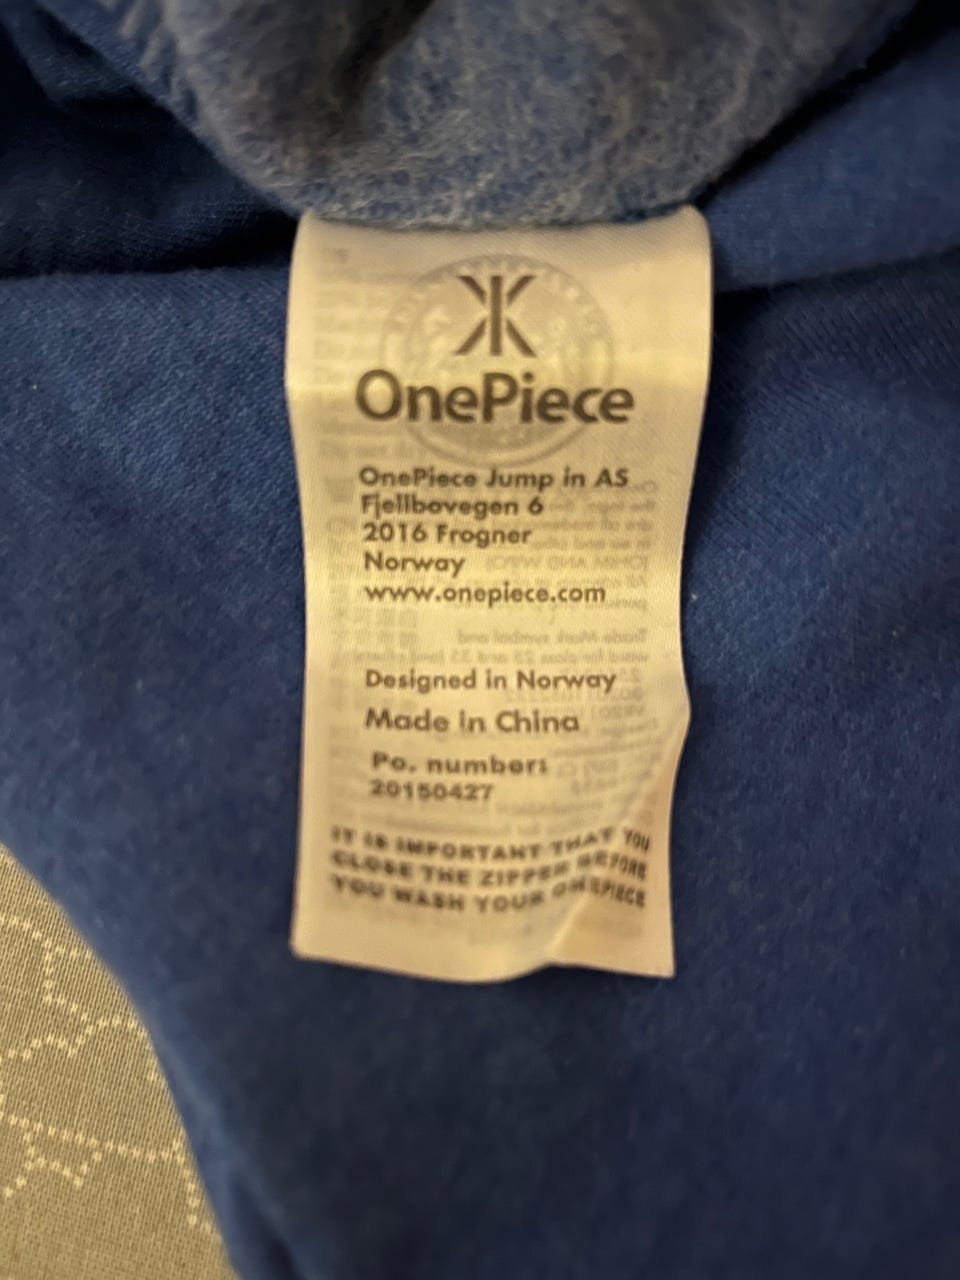 OnePiece
OnePiece Jump in AS
Fjellbovegen 6
2016 Frogner
Norway
www.onepiece.com
Designed in Norway
Made in China
Po. number:
20150427
IT IS IMPORTANT THAT YOU
CLOSE THE ZIPPER BEFORE
YOU WASH YOUR ONEPIECE